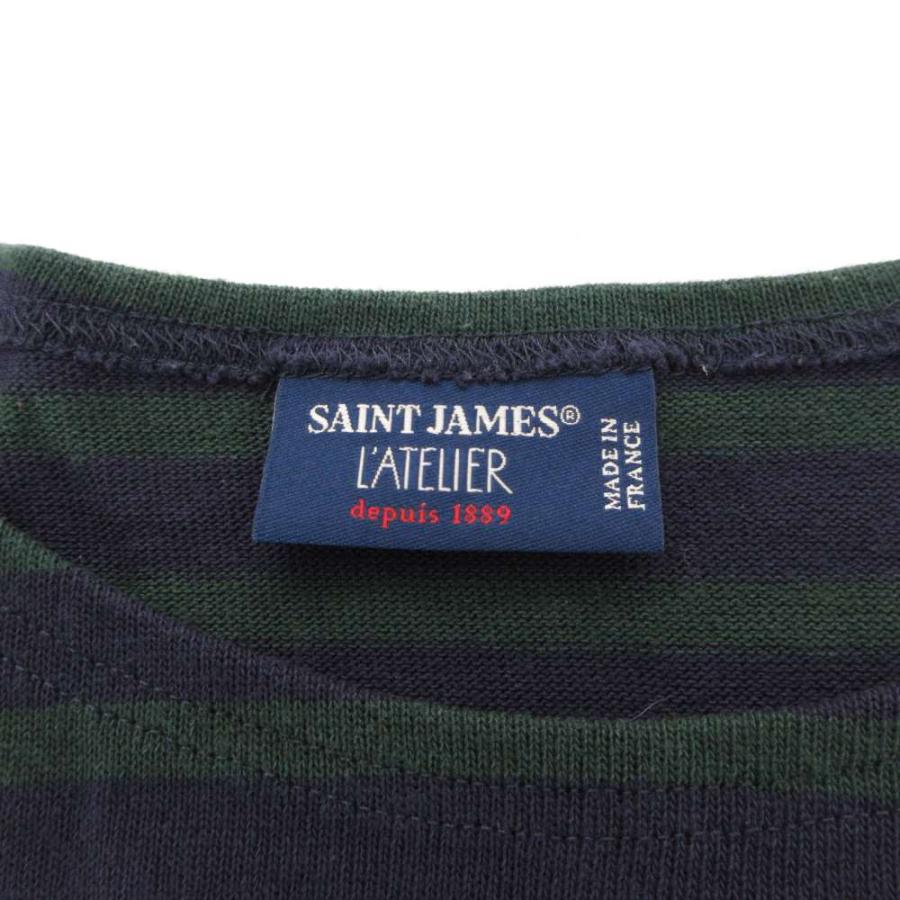 SAINT JAMES®
L'ATELIER
depuis 1889
MADE IN
FRANCE